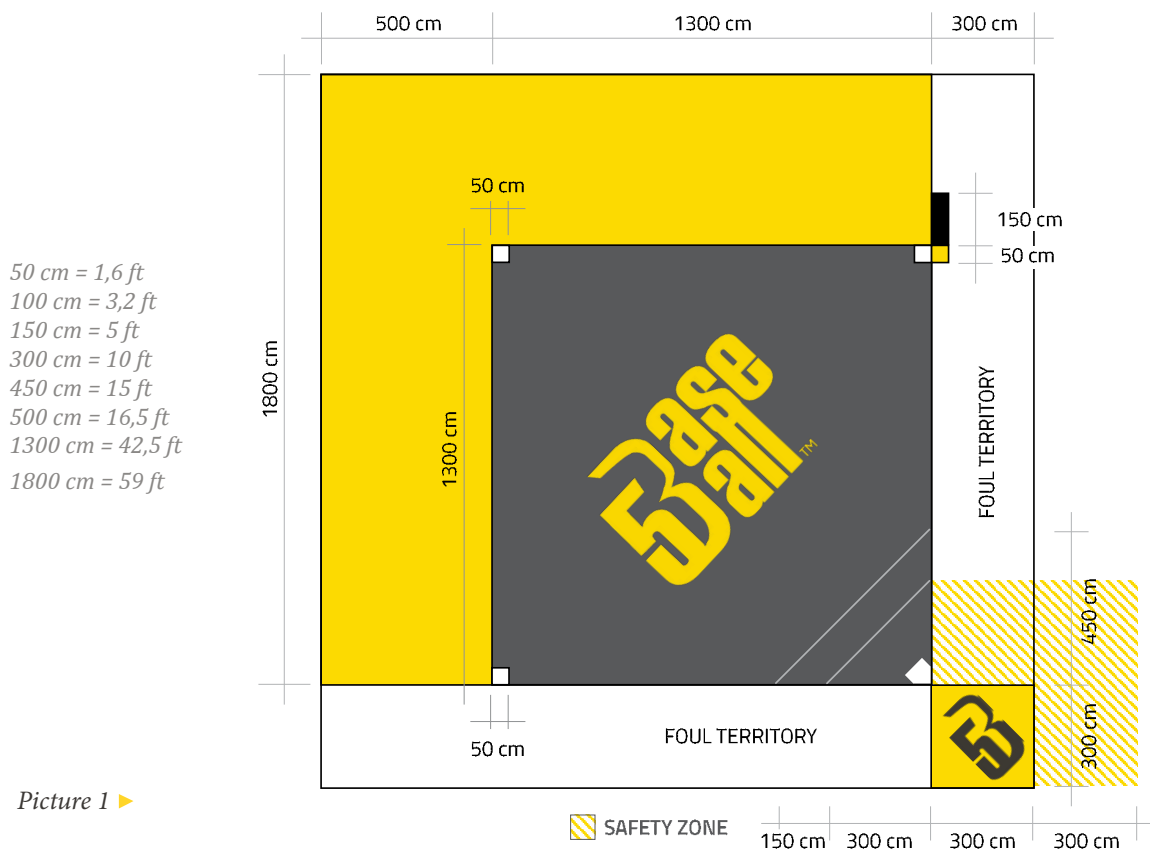 500 cm
1300 cm
300 cm
50 cm
150 cm
50 cm
50 cm = 1,6 ft
100 cm = 3,2 ft
150 cm = 5 ft
300 cm = 10 ft
450 cm = 15 ft
500 cm = 16,5 ft
1300 cm = 42,5 ft
1800 cm = 59 ft
1800 cm
1300 cm
Base
Ball™
5
FOUL TERRITORY
450 cm
300 cm
B5
FOUL TERRITORY
50 cm
Picture 1
SAFETY ZONE
150 cm
300 cm
300 cm
300 cm